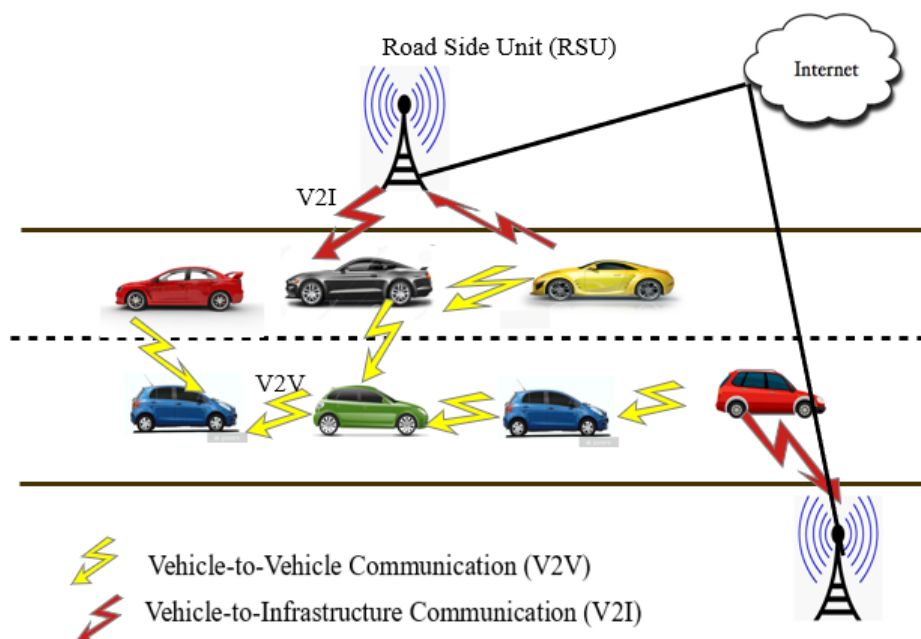 Road Side Unit (RSU)
Internet
V2I
V2V
Vehicle-to-Vehicle Communication (V2V)
Vehicle-to-Infrastructure Communication (V2I)